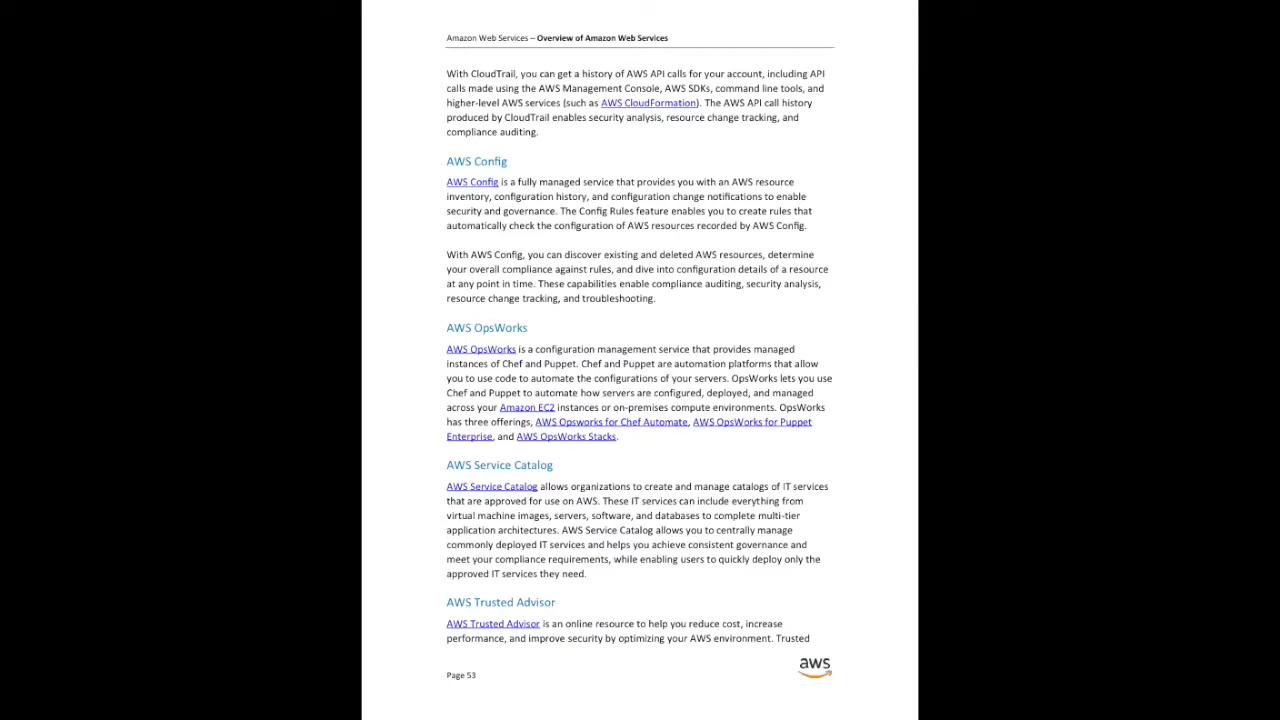 Amazon Web Services – Overview of Amazon Web Services
With CloudTrail, you can get a history of AWS API calls for your account, including API
calls made using the AWS Management Console, AWS SDKs, command line tools, and
higher-level AWS services (such as AWS CloudFormation). The AWS API call history
produced by CloudTrail enables security analysis, resource change tracking, and
compliance auditing.
AWS Config
AWS Config is a fully managed service that provides you with an AWS resource
inventory, configuration history, and configuration change notifications to enable
security and governance. The Config Rules feature enables you to create rules that
automatically check the configuration of AWS resources recorded by AWS Config.
With AWS Config, you can discover existing and deleted AWS resources, determine
your overall compliance against rules, and dive into configuration details of a resource
at any point in time. These capabilities enable compliance auditing, security analysis,
resource change tracking, and troubleshooting.
AWS OpsWorks
AWS OpsWorks is a configuration management service that provides managed
instances of Chef and Puppet. Chef and Puppet are automation platforms that allow
you to use code to automate the configurations of your servers. OpsWorks lets you use
Chef and Puppet to automate how servers are configured, deployed, and managed
across your Amazon EC2 instances or on-premises compute environments. OpsWorks
has three offerings, AWS Opsworks for Chef Automate, AWS OpsWorks for Puppet
Enterprise, and AWS OpsWorks Stacks.
AWS Service Catalog
AWS Service Catalog allows organizations to create and manage catalogs of IT services
that are approved for use on AWS. These IT services can include everything from
virtual machine images, servers, software, and databases to complete multi-tier
application architectures. AWS Service Catalog allows you to centrally manage
commonly deployed IT services and helps you achieve consistent governance and
meet your compliance requirements, while enabling users to quickly deploy only the
approved IT services they need.
AWS Trusted Advisor
AWS Trusted Advisor is an online resource to help you reduce cost, increase
performance, and improve security by optimizing your AWS environment. Trusted
aws
Page 53